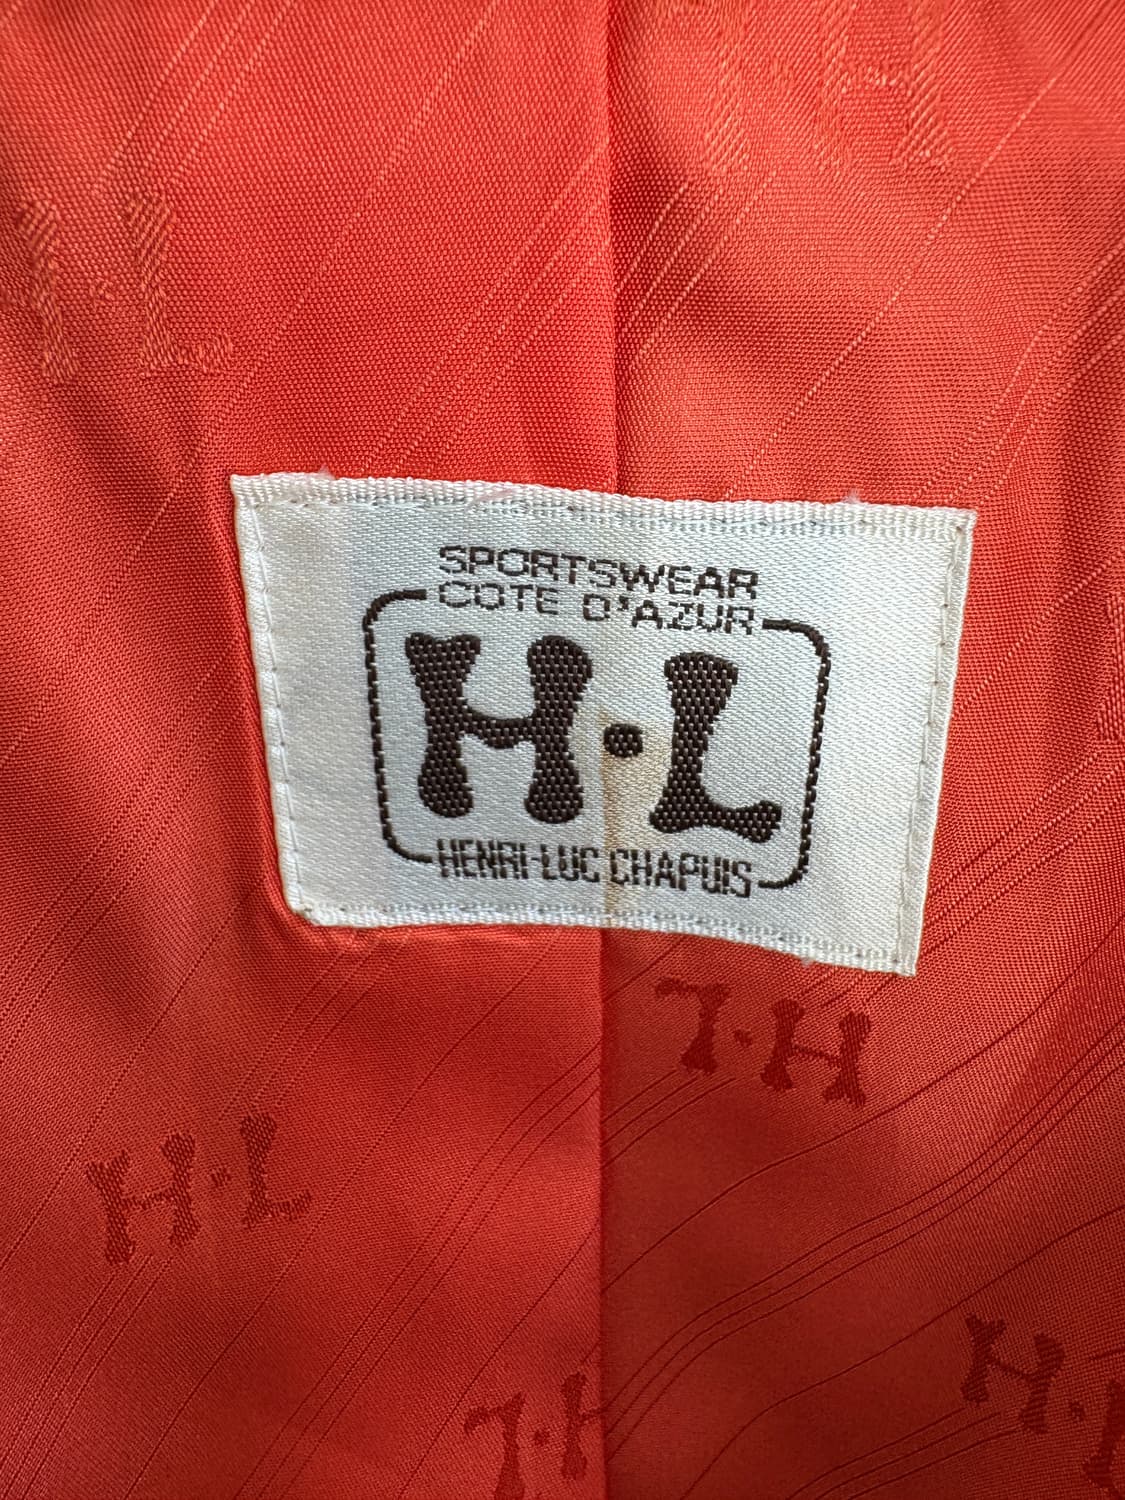 H·L
SPORTSWEAR
COTE D'AZUR
H·L
HENRI-LUC CHAPUIS
H·L
H·L
H·L
H·